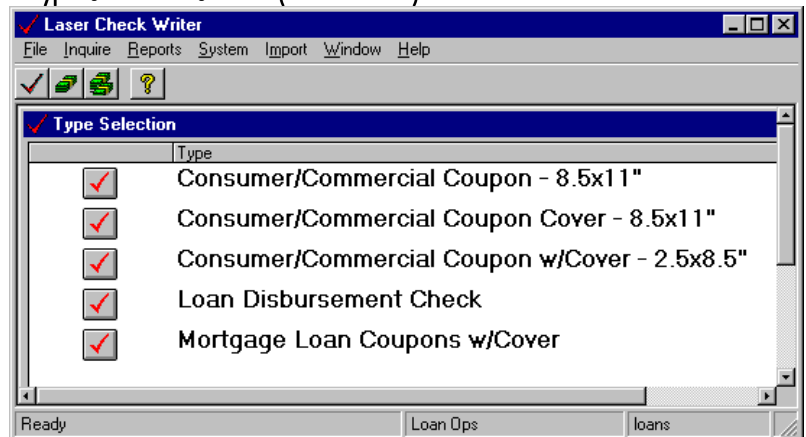 Laser Check Writer
File Inquire Reports System Import Window Help
Type Selection
Type
Consumer/Commercial Coupon - 8.5x11"
Consumer/Commercial Coupon Cover - 8.5x11"
Consumer/Commercial Coupon w/Cover - 2.5x8.5"
Loan Disbursement Check
Mortgage Loan Coupons w/Cover
Ready Loan Ops loans